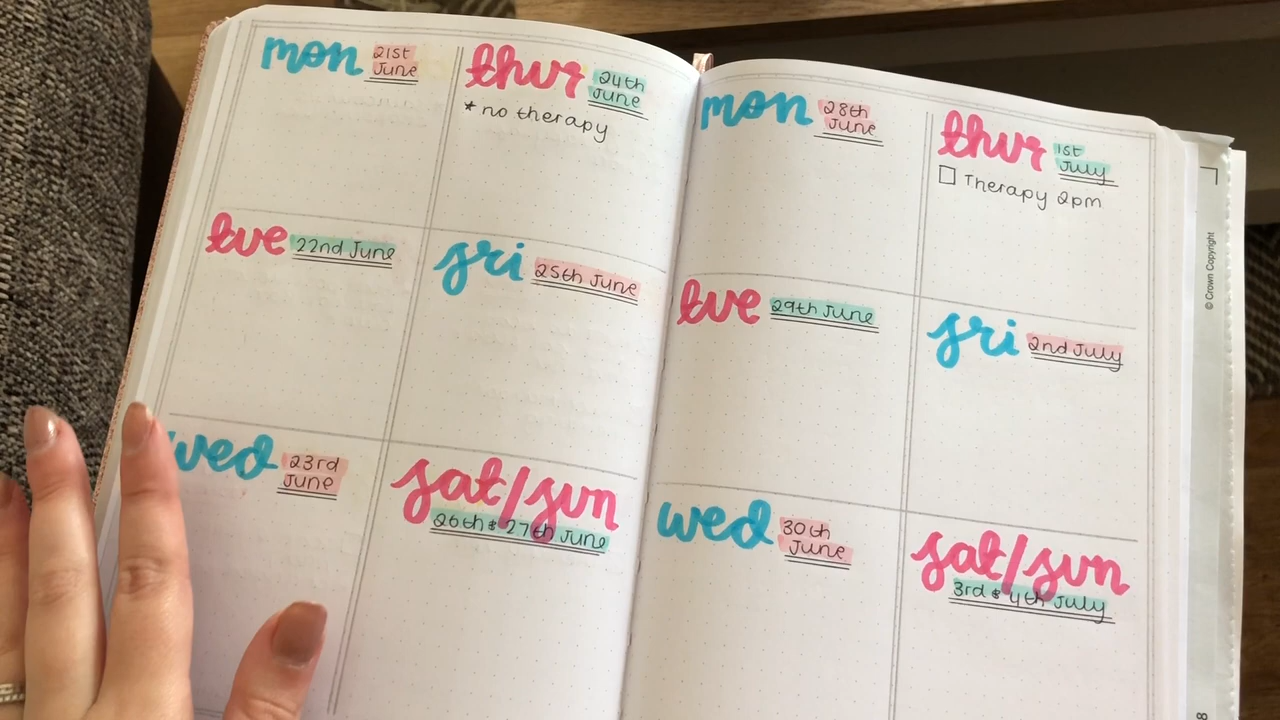 mon 21st
June
tue 22nd June
wed 23rd
June
thur 24th
June
* no therapy
fri 25th June
sat/sun
26th & 27th June
mon 28th
June
tue 29th June
wed 30th
June
thur 1st
July
Therapy 2pm
fri 2nd July
sat/sun
3rd & 4th July
© Crown Copyright
8